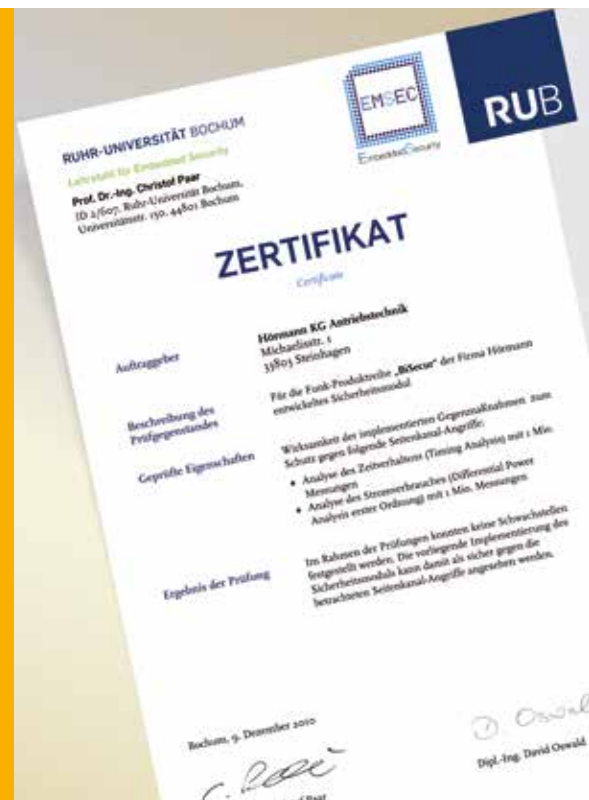 RUHR-UNIVERSITÄT BOCHUM
Lehrstuhl für Embedded Security
Prof. Dr.-Ing. Christof Paar
ID 2/607, Ruhr-Universität Bochum,
Universitätsstr. 150, 44801 Bochum
EMSEC
Embedded Security
RUB
ZERTIFIKAT
Certificate
Auftraggeber
Hörmann KG Antriebstechnik
Michaelisstr. 1
33803 Steinhagen
Beschreibung des
Prüfgegenstandes
Für die Funk-Produktreihe „BiSecur“ der Firma Hörmann
entwickeltes Sicherheitsmodul
Geprüfte Eigenschaften
Wirksamkeit der implementierten Gegenmaßnahmen zum
Schutz gegen folgende Seitenkanal-Angriffe:
• Analyse des Zeitverhaltens (Timing Analysis) mit 1 Mio.
Messungen
• Analyse des Stromverbrauches (Differential Power
Analysis erster Ordnung) mit 1 Mio. Messungen
Ergebnis der Prüfung
Im Rahmen der Prüfungen konnten keine Schwachstellen
festgestellt werden. Die vorliegende Implementierung des
Sicherheitsmoduls kann damit als sicher gegen die
betrachteten Seitenkanal-Angriffe angesehen werden.
Bochum, 9. Dezember 2010
D. Oswal
Paar
Dipl.-Ing. David Oswald